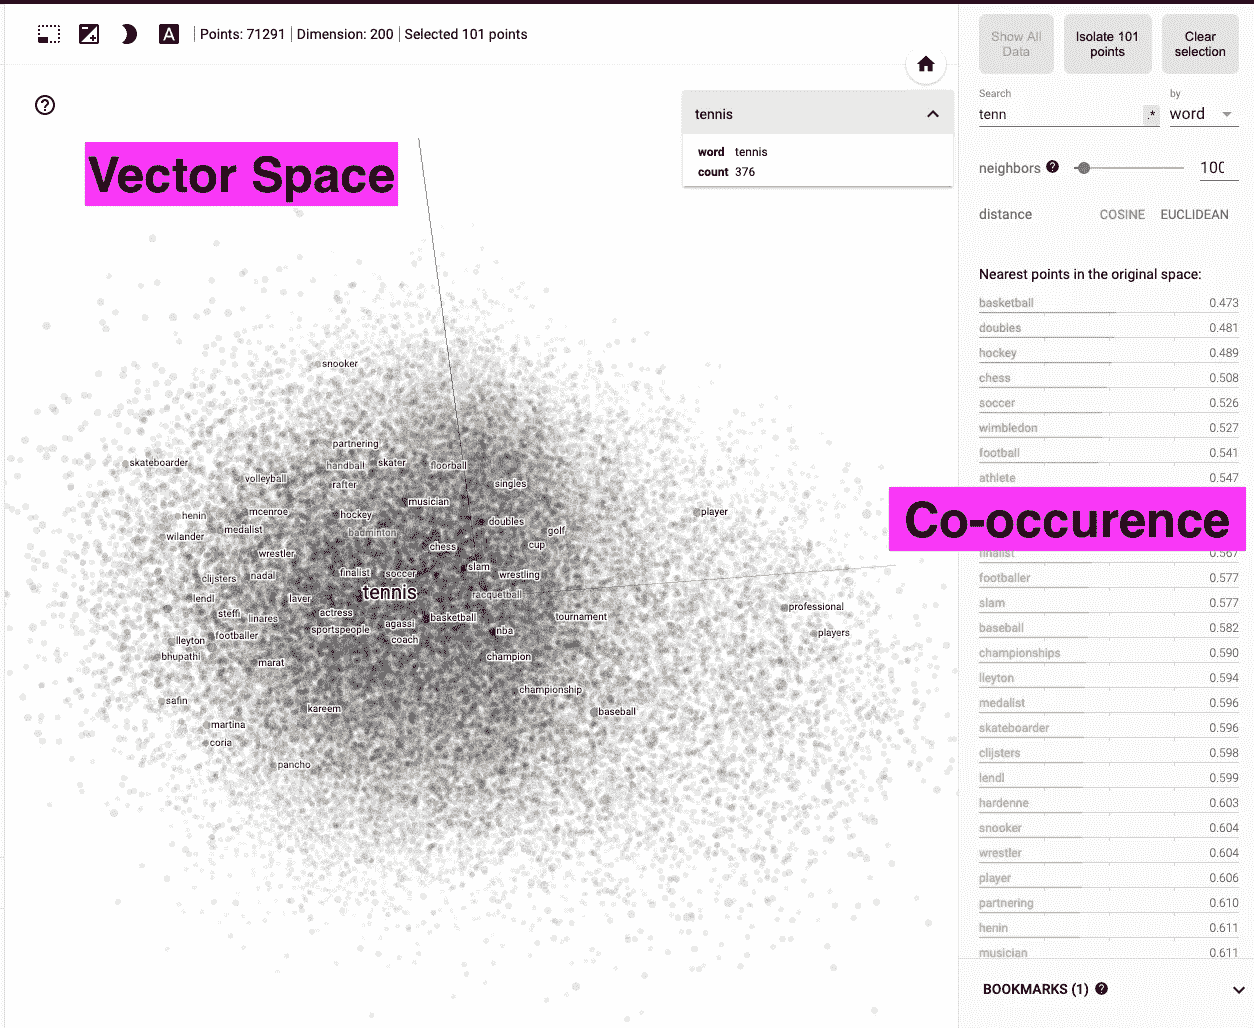 A | Points: 71291 | Dimension: 200 | Selected 101 points
Vector Space
tennis
word tennis
count 376
snooker
partnering
skateboarder
handball
skater
floorball
volleyball
rafter
singles
musician
henin
mcenroe
hockey
doubles
player
wilander
medalist
badminton
golf
wrestler
chess
cup
clijsters
nadal
finalist
soccer
slam
wrestling
tennis
racquetball
lendl
laver
professional
steffi
linares
actress
agassi
basketball
tournament
lleyton
footballer
sportspeople
coach
nba
players
bhupathi
marat
champion
safin
championship
kareem
baseball
martina
coria
pancho
Show All Data
Isolate 101 points
Clear selection
Search
by
tenn
.*
word
neighbors ?
100
distance COSINE EUCLIDEAN
Nearest points in the original space:
basketball 0.473
doubles 0.481
hockey 0.489
chess 0.508
soccer 0.526
wimbledon 0.527
football 0.541
athlete 0.547
Co-occurence
finalist 0.567
footballer 0.577
slam 0.577
baseball 0.582
championships 0.590
lleyton 0.594
medalist 0.596
skateboarder 0.596
clijsters 0.598
lendl 0.599
hardenne 0.603
snooker 0.604
wrestler 0.604
player 0.606
partnering 0.610
henin 0.611
musician 0.611
BOOKMARKS (1) ?